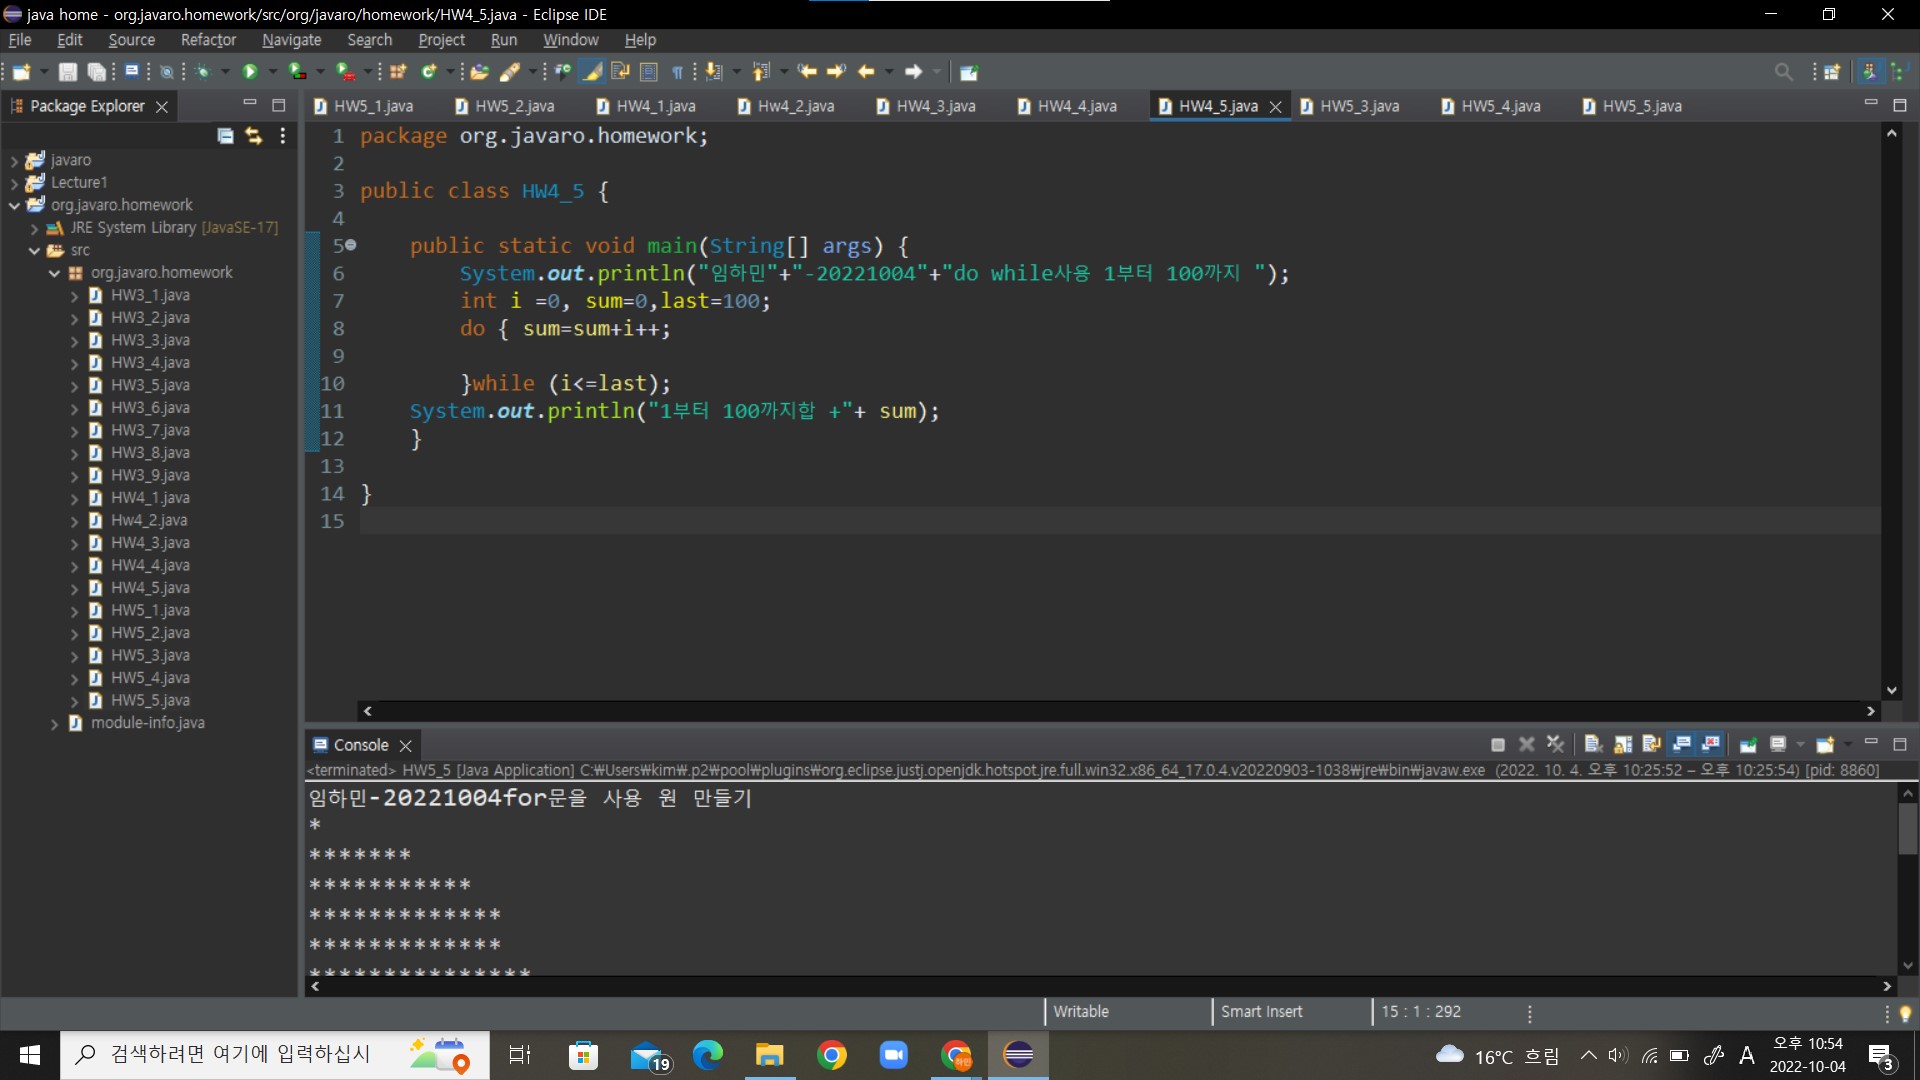 java home - org.javaro.homework/src/org/javaro/homework/HW4_5.java - Eclipse IDE
File Edit Source Refactor Navigate Search Project Run Window Help
Package Explorer
HW5_1.java HW5_2.java HW4_1.java Hw4_2.java HW4_3.java HW4_4.java HW4_5.java HW5_3.java HW5_4.java HW5_5.java
javaro
Lecture1
org.javaro.homework
JRE System Library [JavaSE-17]
src
org.javaro.homework
HW3_1.java
HW3_2.java
HW3_3.java
HW3_4.java
HW3_5.java
HW3_6.java
HW3_7.java
HW3_8.java
HW3_9.java
HW4_1.java
Hw4_2.java
HW4_3.java
HW4_4.java
HW4_5.java
HW5_1.java
HW5_2.java
HW5_3.java
HW5_4.java
HW5_5.java
module-info.java
1 package org.javaro.homework;
2
3 public class HW4_5 {
4
5 public static void main(String[] args) {
6 System.out.println("임하민"+"-20221004"+"do while사용 1부터 100까지 ");
7 int i =0, sum=0,last=100;
8 do { sum=sum+i++;
9
10 }while (i<=last);
11 System.out.println("1부터 100까지합 +"+ sum);
12 }
13
14 }
15
Console
<terminated> HW5_5 [Java Application] C:₩Users₩kim₩.p2₩pool₩plugins₩org.eclipse.justj.openjdk.hotspot.jre.full.win32.x86_64_17.0.4.v20220903-1038₩jre₩bin₩javaw.exe (2022. 10. 4. 오후 10:25:52 – 오후 10:25:54) [pid: 8860]
임하민-20221004for문을 사용 원 만들기
*
*******
***********
*************
*************
***************
Writable Smart Insert 15 : 1 : 292
검색하려면 여기에 입력하십시
19
16°C 흐림
A
오후 10:54
2022-10-04
3